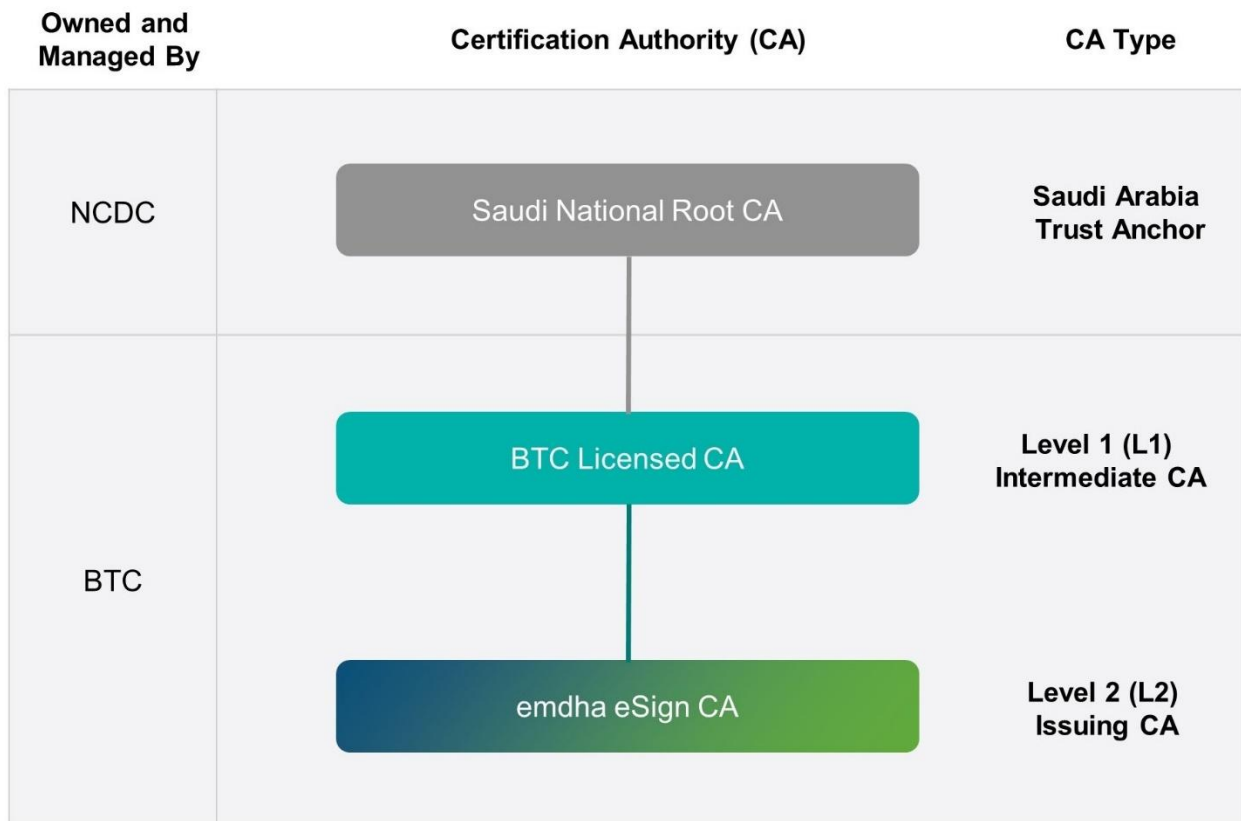 Owned and
Managed By
Certification Authority (CA)
CA Type
NCDC
Saudi National Root CA
Saudi Arabia
Trust Anchor
BTC
BTC Licensed CA
Level 1 (L1)
Intermediate CA
emdha eSign CA
Level 2 (L2)
Issuing CA